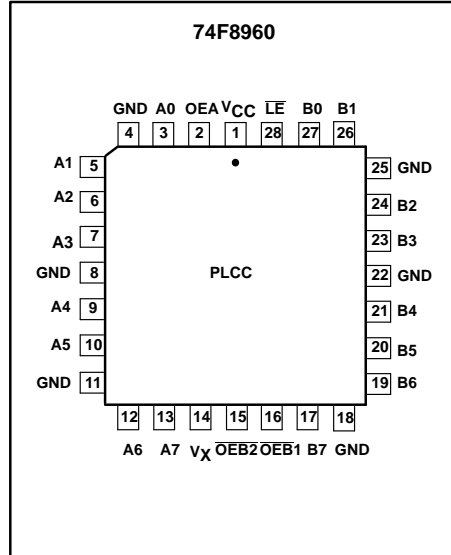 74F8960
GND A0 OEA VCC LE B0 B1
4 3 2 1 28 27 26
A1 5 25 GND
A2 6 24 B2
A3 7 23 B3
GND 8 PLCC 22 GND
A4 9 21 B4
A5 10 20 B5
GND 11 19 B6
12 13 14 15 16 17 18
A6 A7 VX OEB2 OEB1 B7 GND